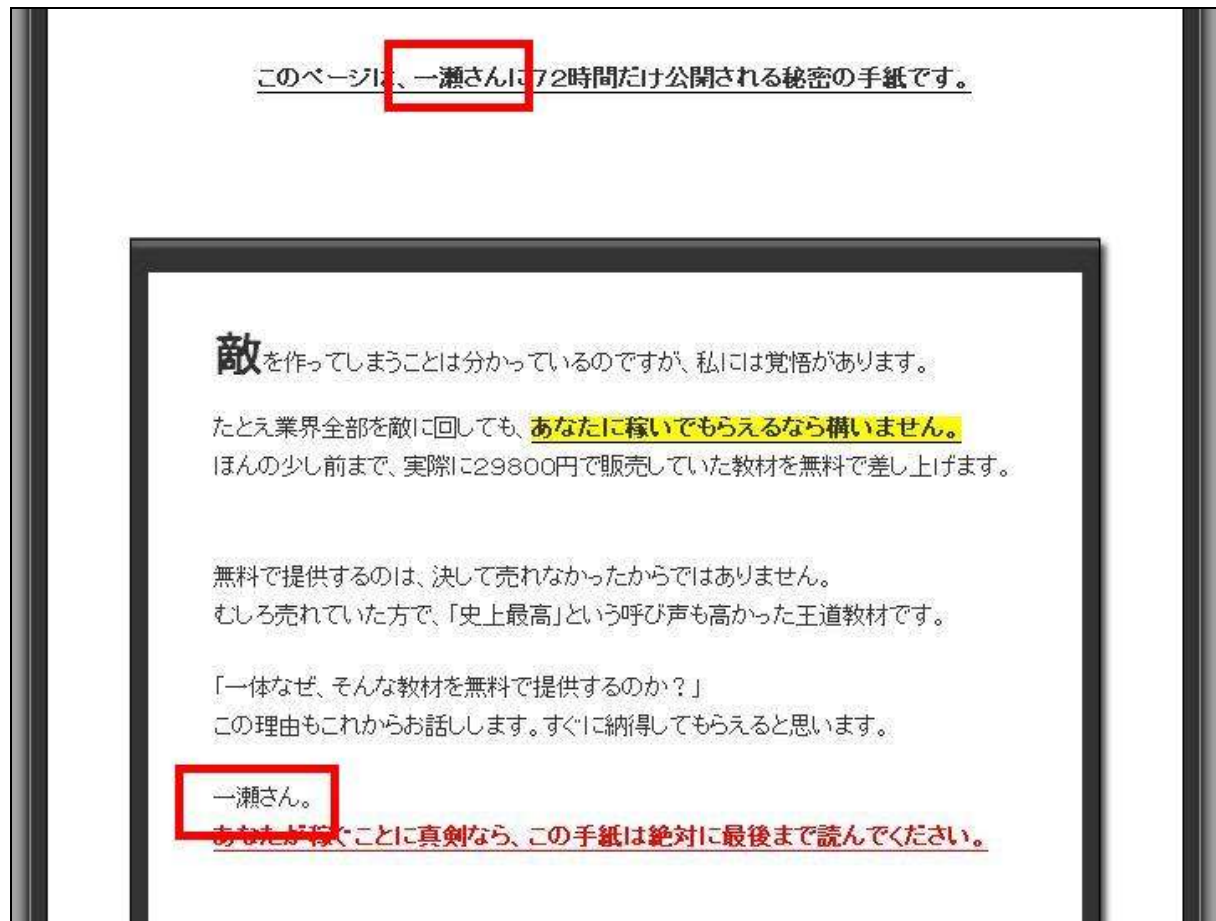 このページは、一瀬さんに72時間だけ公開される秘密の手紙です。
敵を作ってしまうことは分かっているのですが、私には覚悟があります。
たとえ業界全部を敵に回しても、あなたに稼いでもらえるなら構いません。
ほんの少し前まで、実際に29800円で販売していた教材を無料で差し上げます。
無料で提供するのは、決して売れなかったからではありません。
むしろ売れていた方で、「史上最高」という呼び声も高かった王道教材です。
「一体なぜ、そんな教材を無料で提供するのか？」
この理由もこれからお話しします。すぐに納得してもらえると思います。
一瀬さん。
あなたが稼ぐことに真剣なら、この手紙は絶対に最後まで読んでください。